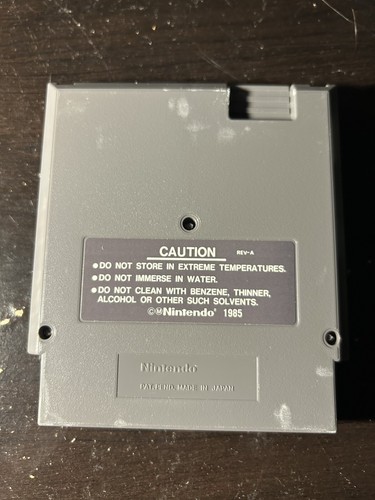 CAUTION REV-A
●DO NOT STORE IN EXTREME TEMPERATURES.
●DO NOT IMMERSE IN WATER.
●DO NOT CLEAN WITH BENZENE, THINNER,
ALCOHOL OR OTHER SUCH SOLVENTS.
©ⓂNintendo® 1985
Nintendo®
PAT. PEND. MADE IN JAPAN